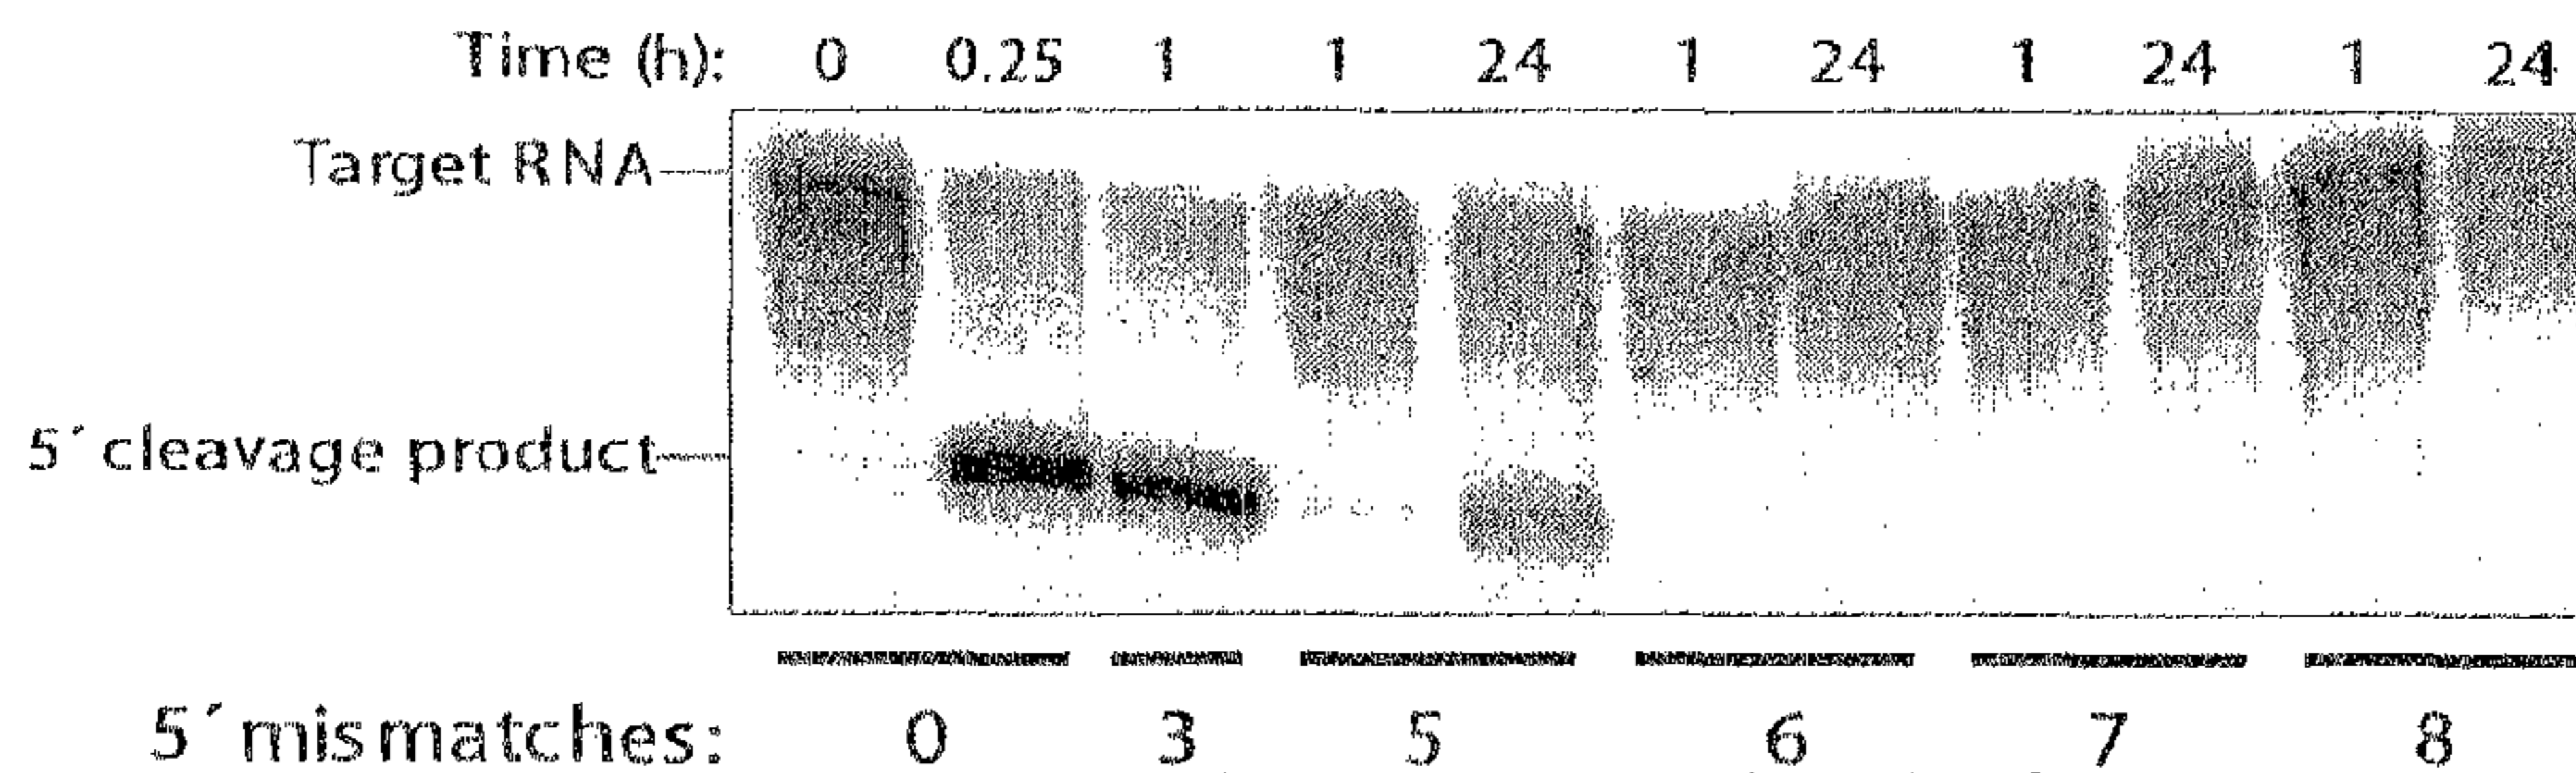 Time (h): 0 0.25 1 1 24 1 24 1 24 1 24
Target RNA
5´ cleavage product
5´ mismatches: 0 3 5 6 7 8